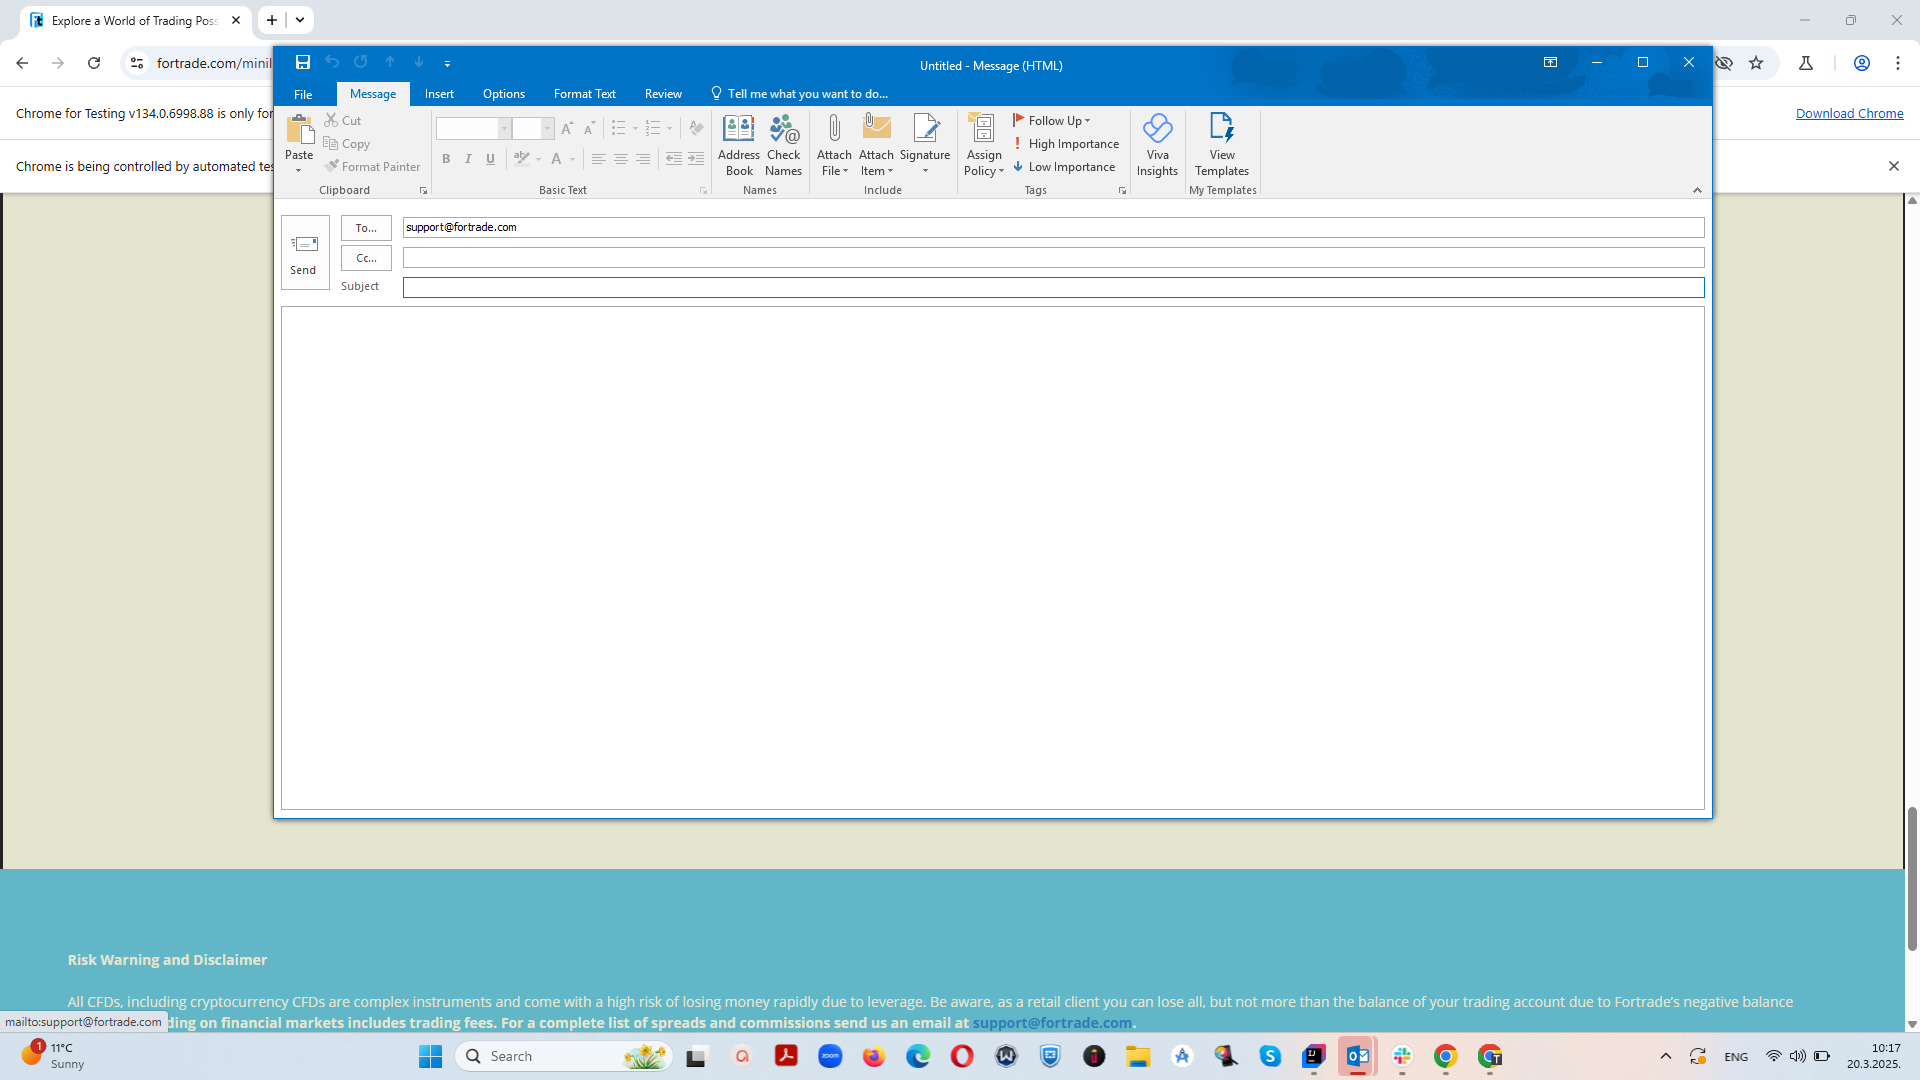 Explore a World of Trading Poss
fortrade.com/minil
Chrome for Testing v134.0.6998.88 is only for
Download Chrome
Chrome is being controlled by automated tes
Untitled - Message (HTML)
File
Message
Insert
Options
Format Text
Review
Tell me what you want to do...
Paste
Cut
Copy
Format Painter
Clipboard
B I U
A
Basic Text
Address Book
Check Names
Names
Attach File
Attach Item
Signature
Include
Assign Policy
Follow Up
High Importance
Low Importance
Tags
Viva Insights
View Templates
My Templates
Send
To...
support@fortrade.com
Cc...
Subject
Risk Warning and Disclaimer
All CFDs, including cryptocurrency CFDs are complex instruments and come with a high risk of losing money rapidly due to leverage. Be aware, as a retail client you can lose all, but not more than the balance of your trading account due to Fortrade's negative balance
ding on financial markets includes trading fees. For a complete list of spreads and commissions send us an email at support@fortrade.com.
mailto:support@fortrade.com
1
11°C
Sunny
Search
zoom
ENG
10:17
20.3.2025.